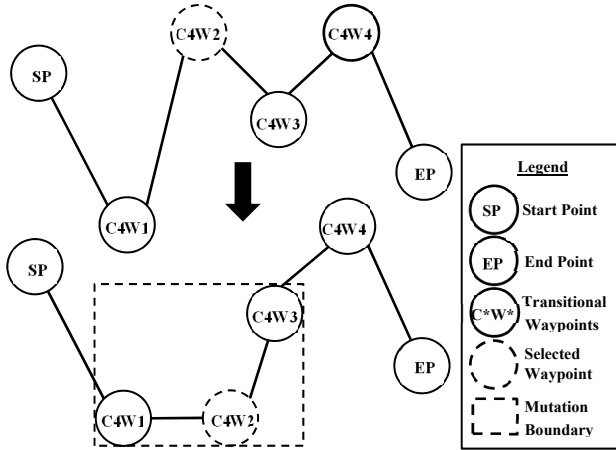 C4W2
C4W4
SP
C4W3
EP
C4W1
SP
C4W4
C4W3
EP
C4W1
C4W2
Legend
SP Start Point
EP End Point
C*W* Transitional
Waypoints
Selected
Waypoint
Mutation
Boundary